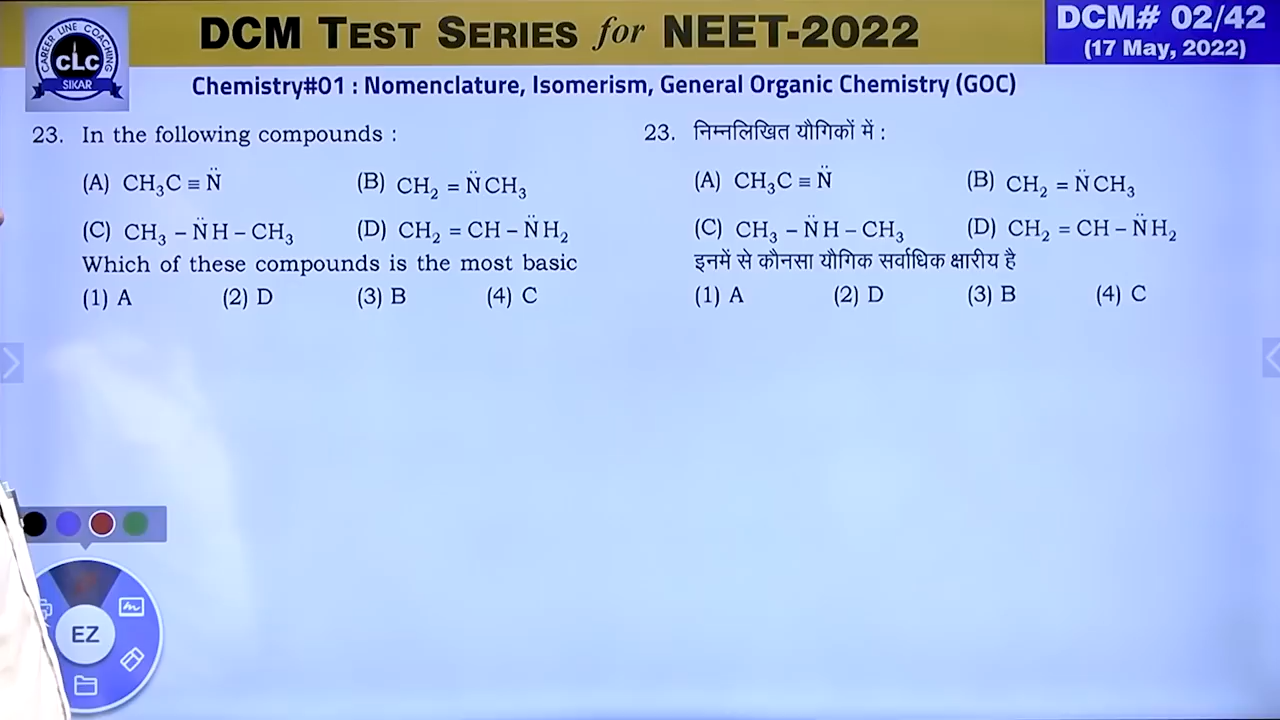 CAREER LINE COACHING
CLC
SIKAR
DCM TEST SERIES for NEET-2022
DCM# 02/42
(17 May, 2022)
Chemistry#01 : Nomenclature, Isomerism, General Organic Chemistry (GOC)
23. In the following compounds :
(A) CH₃C ≡ N̈ (B) CH₂ = N̈CH₃
(C) CH₃ – N̈H – CH₃ (D) CH₂ = CH – N̈H₂
Which of these compounds is the most basic
(1) A (2) D (3) B (4) C
23. निम्नलिखित यौगिकों में :
(A) CH₃C ≡ N̈ (B) CH₂ = N̈CH₃
(C) CH₃ – N̈H – CH₃ (D) CH₂ = CH – N̈H₂
इनमें से कौनसा यौगिक सर्वाधिक क्षारीय है
(1) A (2) D (3) B (4) C
EZ